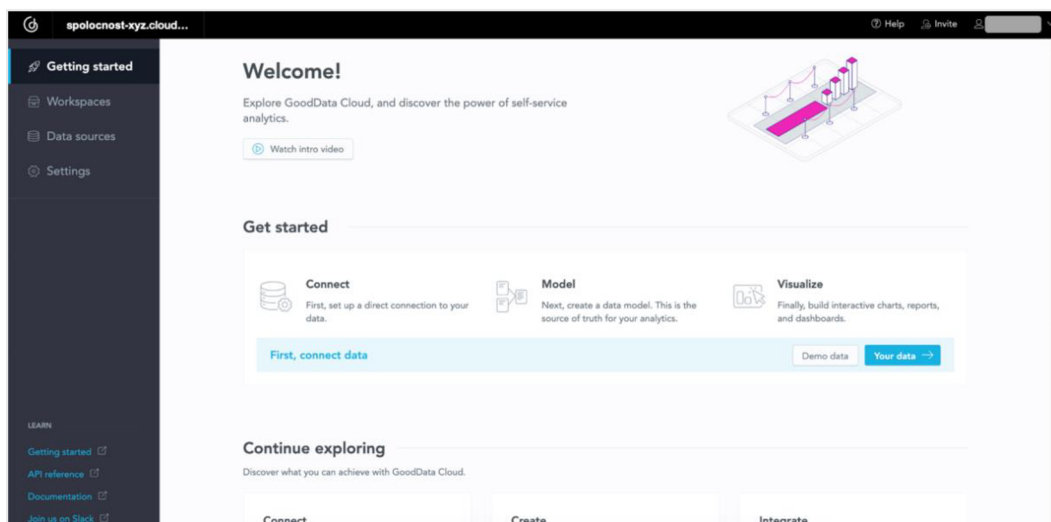 spolocnost-xyz.cloud...
Help
Invite
Getting started
Workspaces
Data sources
Settings
LEARN
Getting started
API reference
Documentation
Join us on Slack
Welcome!
Explore GoodData Cloud, and discover the power of self-service
analytics.
Watch intro video
Get started
Connect
First, set up a direct connection to your
data.
Model
Next, create a data model. This is the
source of truth for your analytics.
Visualize
Finally, build interactive charts, reports,
and dashboards.
First, connect data
Demo data
Your data
Continue exploring
Discover what you can achieve with GoodData Cloud.
Connect
Create
Integrate